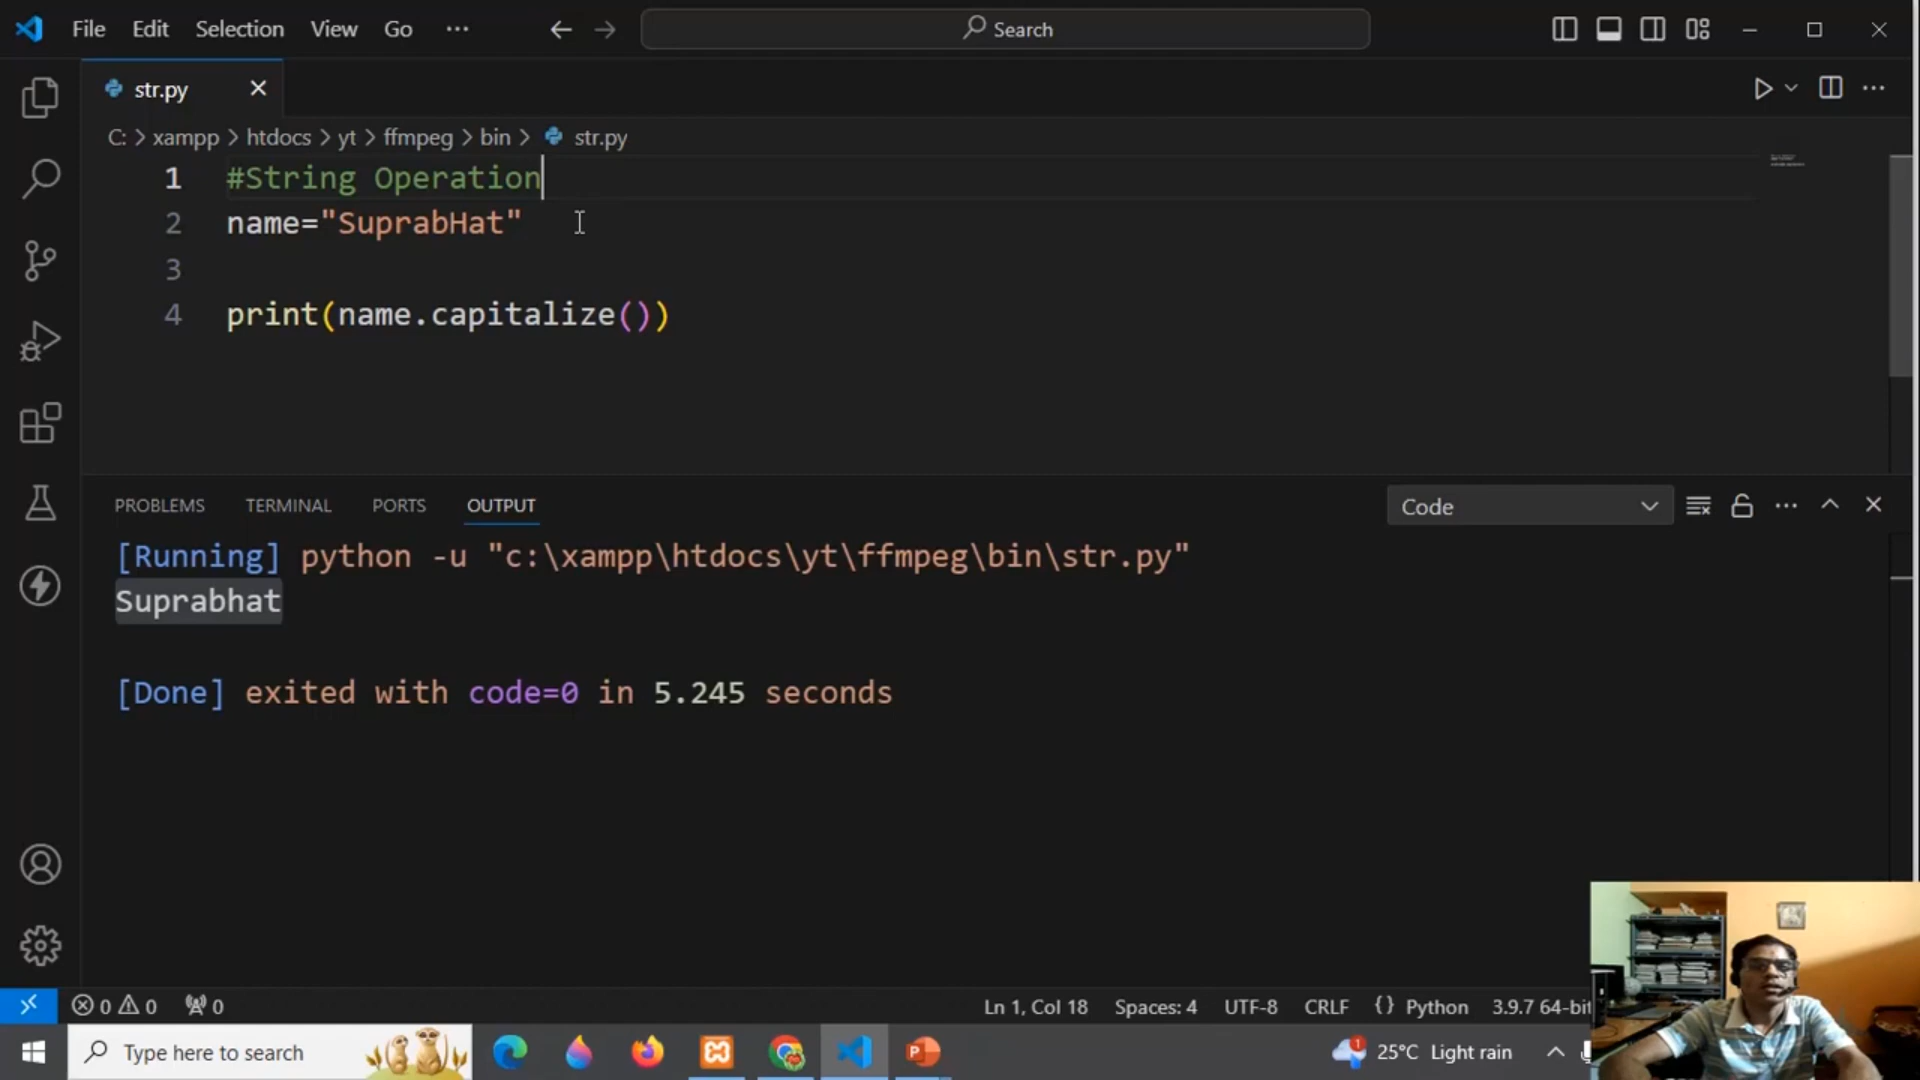 File Edit Selection View Go ··· Search
str.py
C: > xampp > htdocs > yt > ffmpeg > bin > str.py
1 #String Operation
2 name="SuprabHat"
3
4 print(name.capitalize())
PROBLEMS TERMINAL PORTS OUTPUT Code
[Running] python -u "c:\xampp\htdocs\yt\ffmpeg\bin\str.py"
Suprabhat
[Done] exited with code=0 in 5.245 seconds
0 0 0 Ln 1, Col 18 Spaces: 4 UTF-8 CRLF {} Python 3.9.7 64-bit
Type here to search 1 25°C Light rain